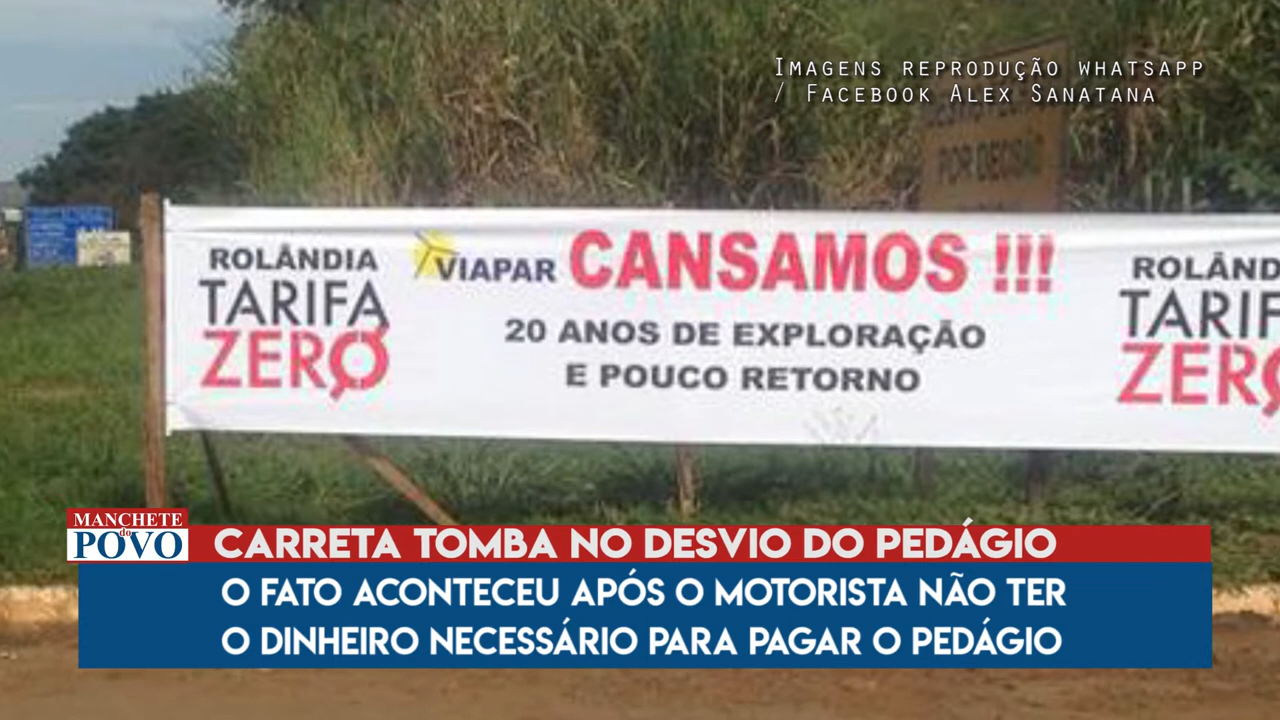 IMAGENS REPRODUÇÃO WHATSAPP
/ FACEBOOK ALEX SANATANA
POR DECISÃO
ROLÂNDIA
TARIFA
ZERO
VIAPAR CANSAMOS !!!
20 ANOS DE EXPLORAÇÃO
E POUCO RETORNO
ROLÂND
TARIF
ZER
MANCHETE
do
POVO
CARRETA TOMBA NO DESVIO DO PEDÁGIO
O FATO ACONTECEU APÓS O MOTORISTA NÃO TER
O DINHEIRO NECESSÁRIO PARA PAGAR O PEDÁGIO